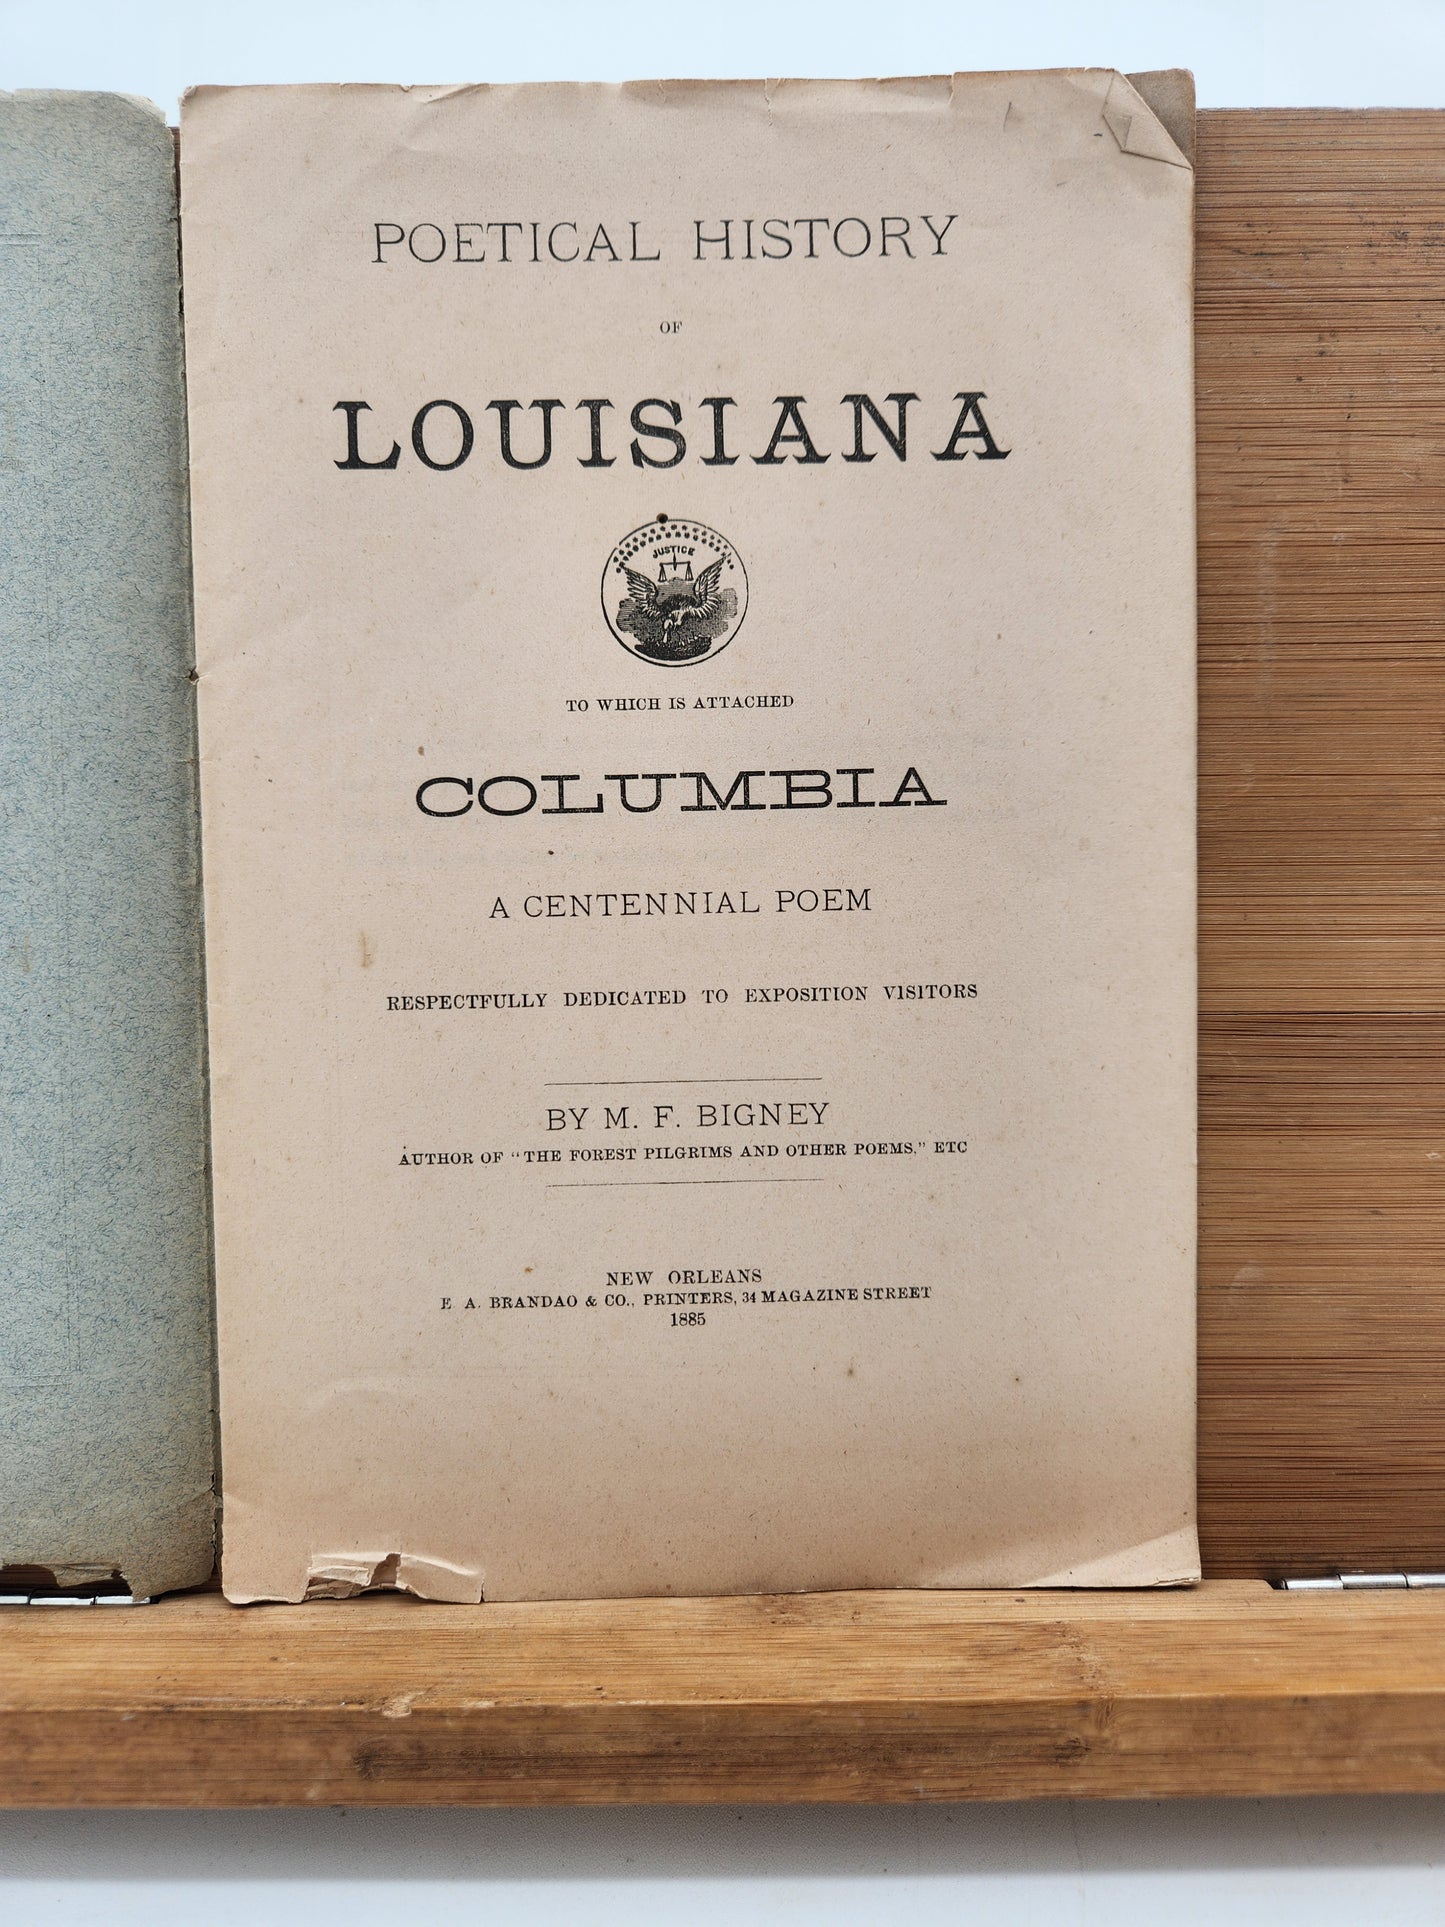 POETICAL HISTORY
OF
LOUISIANA
JUSTICE
TO WHICH IS ATTACHED
COLUMBIA
A CENTENNIAL POEM
RESPECTFULLY DEDICATED TO EXPOSITION V1S1TORS
BY M. F. BIGNEY
AUTHOR OF "THE FOREST PILGRIMS AND OTHER POEMS," ETC
NEW ORLEANS
E A. BRANDAO & CO., PRINTERS, 34 MAGAZINE STREET
1885